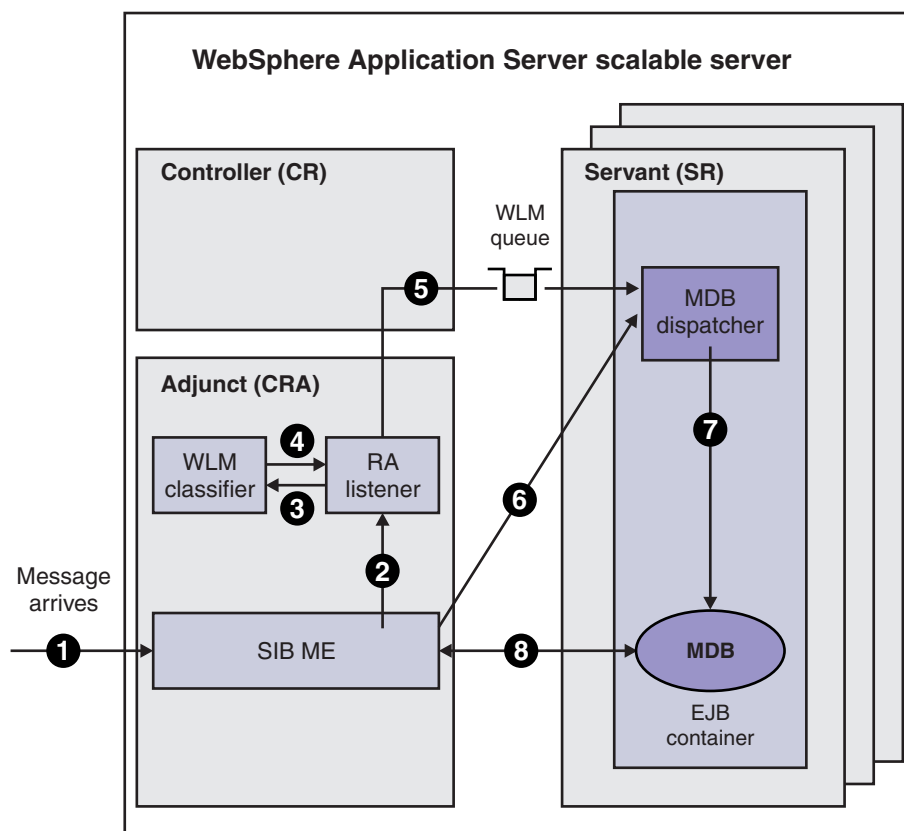 WebSphere Application Server scalable server
Controller (CR)
Servant (SR)
WLM
queue
5
MDB
dispatcher
Adjunct (CRA)
4
WLM
classifier
RA
listener
3
7
6
2
Message
arrives
1
SIB ME
8
MDB
EJB
container